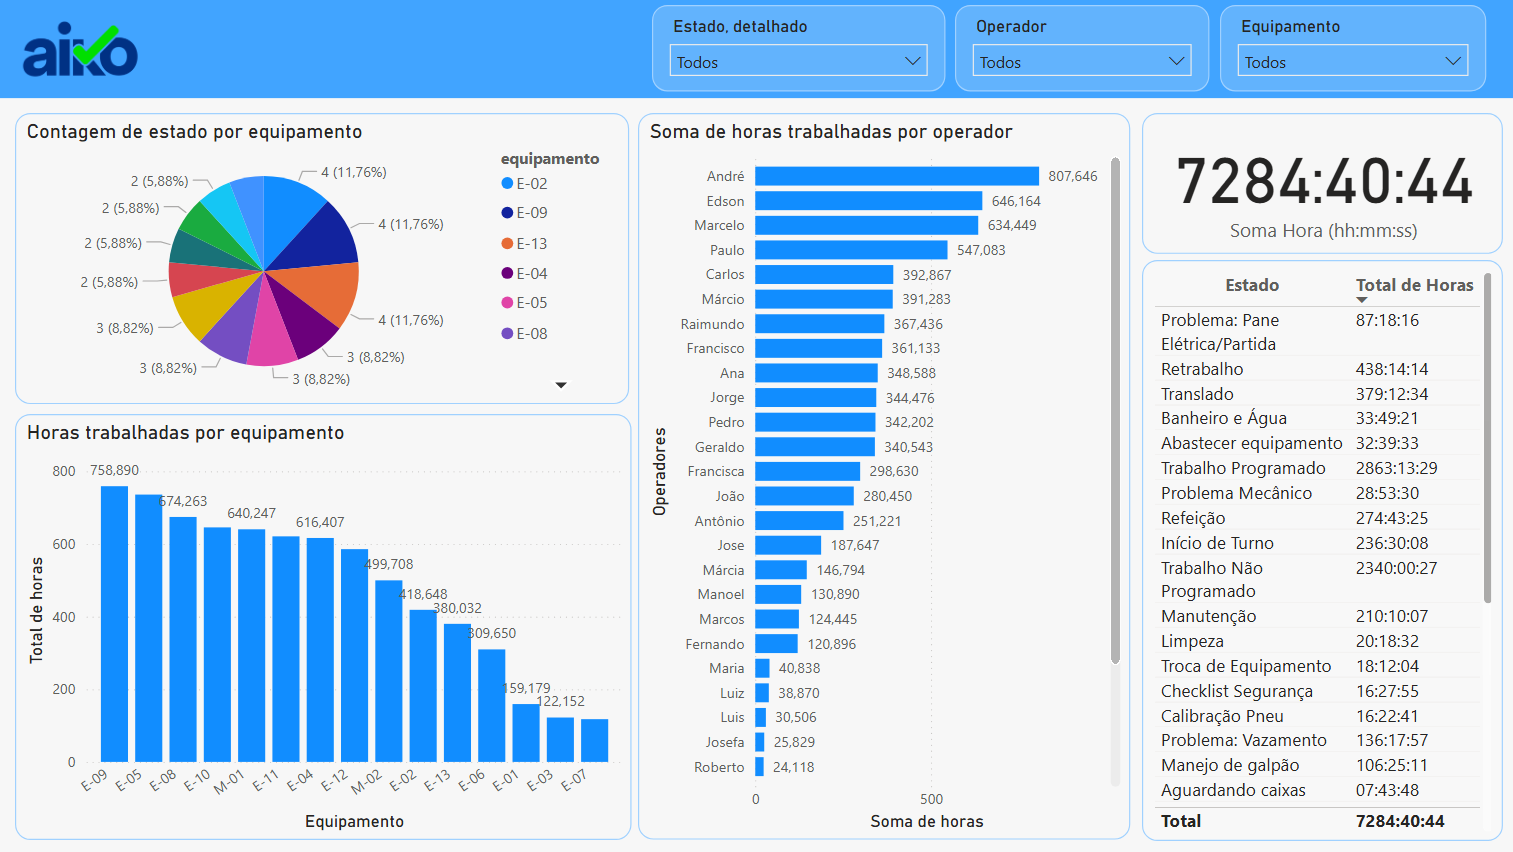 aiko
Estado, detalhado
Todos
Operador
Todos
Equipamento
Todos
Contagem de estado por equipamento
4 (11,76%)
4 (11,76%)
4 (11,76%)
3 (8,82%)
3 (8,82%)
3 (8,82%)
3 (8,82%)
2 (5,88%)
2 (5,88%)
2 (5,88%)
2 (5,88%)
equipamento
E-02
E-09
E-13
E-04
E-05
E-08
Horas trabalhadas por equipamento
Total de horas
800
600
400
200
0
758,890
674,263
640,247
616,407
499,708
418,648
380,032
309,650
159,179
122,152
E-09
E-05
E-08
E-10
M-01
E-11
E-04
E-12
M-02
E-02
E-13
E-06
E-01
E-03
E-07
Equipamento
Soma de horas trabalhadas por operador
Operadores
André 807,646
Edson 646,164
Marcelo 634,449
Paulo 547,083
Carlos 392,867
Márcio 391,283
Raimundo 367,436
Francisco 361,133
Ana 348,588
Jorge 344,476
Pedro 342,202
Geraldo 340,543
Francisca 298,630
João 280,450
Antônio 251,221
Jose 187,647
Márcia 146,794
Manoel 130,890
Marcos 124,445
Fernando 120,896
Maria 40,838
Luiz 38,870
Luis 30,506
Josefa 25,829
Roberto 24,118
0 500
Soma de horas
7284:40:44
Soma Hora (hh:mm:ss)
Estado Total de Horas
Problema: Pane 87:18:16
Elétrica/Partida
Retrabalho 438:14:14
Translado 379:12:34
Banheiro e Água 33:49:21
Abastecer equipamento 32:39:33
Trabalho Programado 2863:13:29
Problema Mecânico 28:53:30
Refeição 274:43:25
Início de Turno 236:30:08
Trabalho Não 2340:00:27
Programado
Manutenção 210:10:07
Limpeza 20:18:32
Troca de Equipamento 18:12:04
Checklist Segurança 16:27:55
Calibração Pneu 16:22:41
Problema: Vazamento 136:17:57
Manejo de galpão 106:25:11
Aguardando caixas 07:43:48
Total 7284:40:44